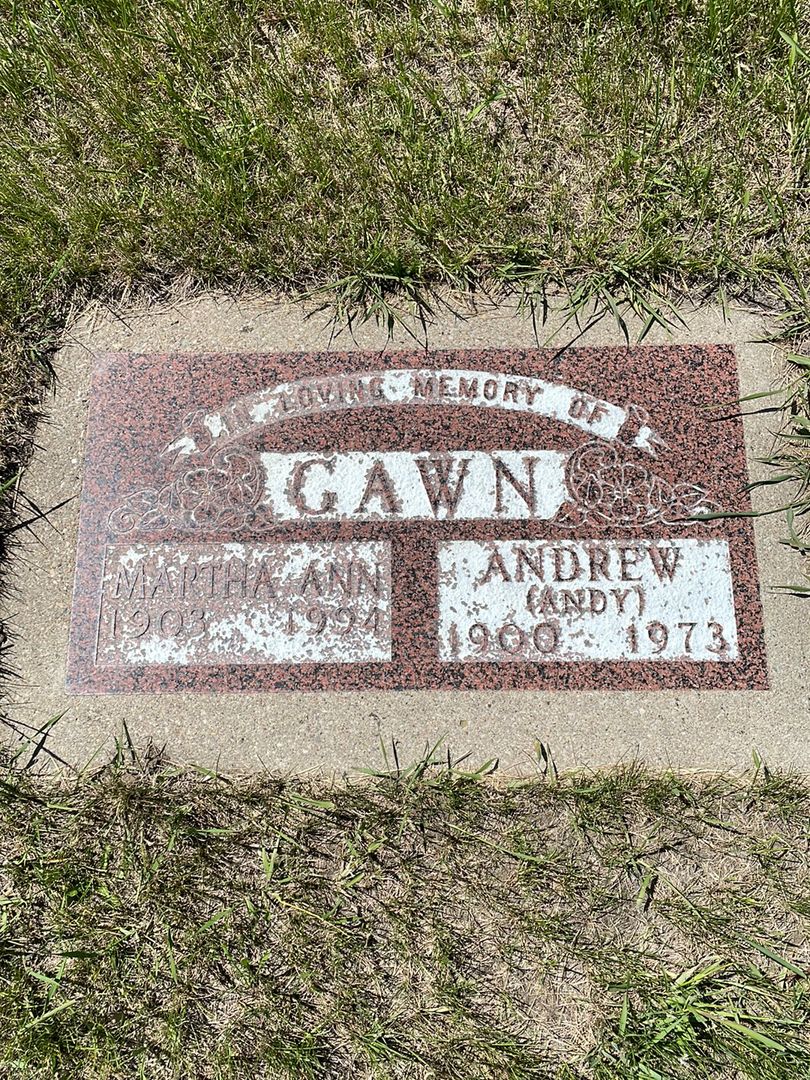 IN LOVING MEMORY OF
GAWN
MARTHA ANN
1903 1994
ANDREW
(ANDY)
1900 1973